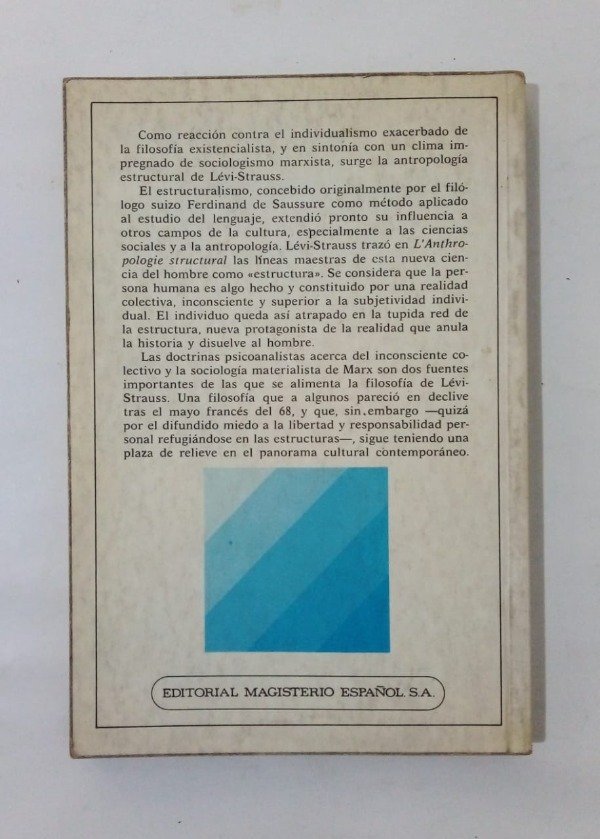 Como reacción contra el individualismo exacerbado de
la filosofía existencialista, y en sintonía con un clima im-
pregnado de sociologismo marxista, surge la antropología
estructural de Lévi-Strauss.
El estructuralismo, concebido originalmente por el filó-
logo suizo Ferdinand de Saussure como método aplicado
al estudio del lenguaje, extendió pronto su influencia a
otros campos de la cultura, especialmente a las ciencias
sociales y a la antropología. Lévi-Strauss trazó en L'Anthro-
pologie structural las líneas maestras de esta nueva cien-
cia del hombre como «estructura». Se considera que la per-
sona humana es algo hecho y constituido por una realidad
colectiva, inconsciente y superior a la subjetividad indivi-
dual. El individuo queda así atrapado en la tupida red de
la estructura, nueva protagonista de la realidad que anula
la historia y disuelve al hombre.
Las doctrinas psicoanalistas acerca del inconsciente co-
lectivo y la sociología materialista de Marx son dos fuentes
importantes de las que se alimenta la filosofía de Lévi-
Strauss. Una filosofía que a algunos pareció en declive
tras el mayo francés del 68, y que, sin embargo —quizá
por el difundido miedo a la libertad y responsabilidad per-
sonal refugiándose en las estructuras—, sigue teniendo una
plaza de relieve en el panorama cultural contemporáneo.
EDITORIAL MAGISTERIO ESPAÑOL, S.A.